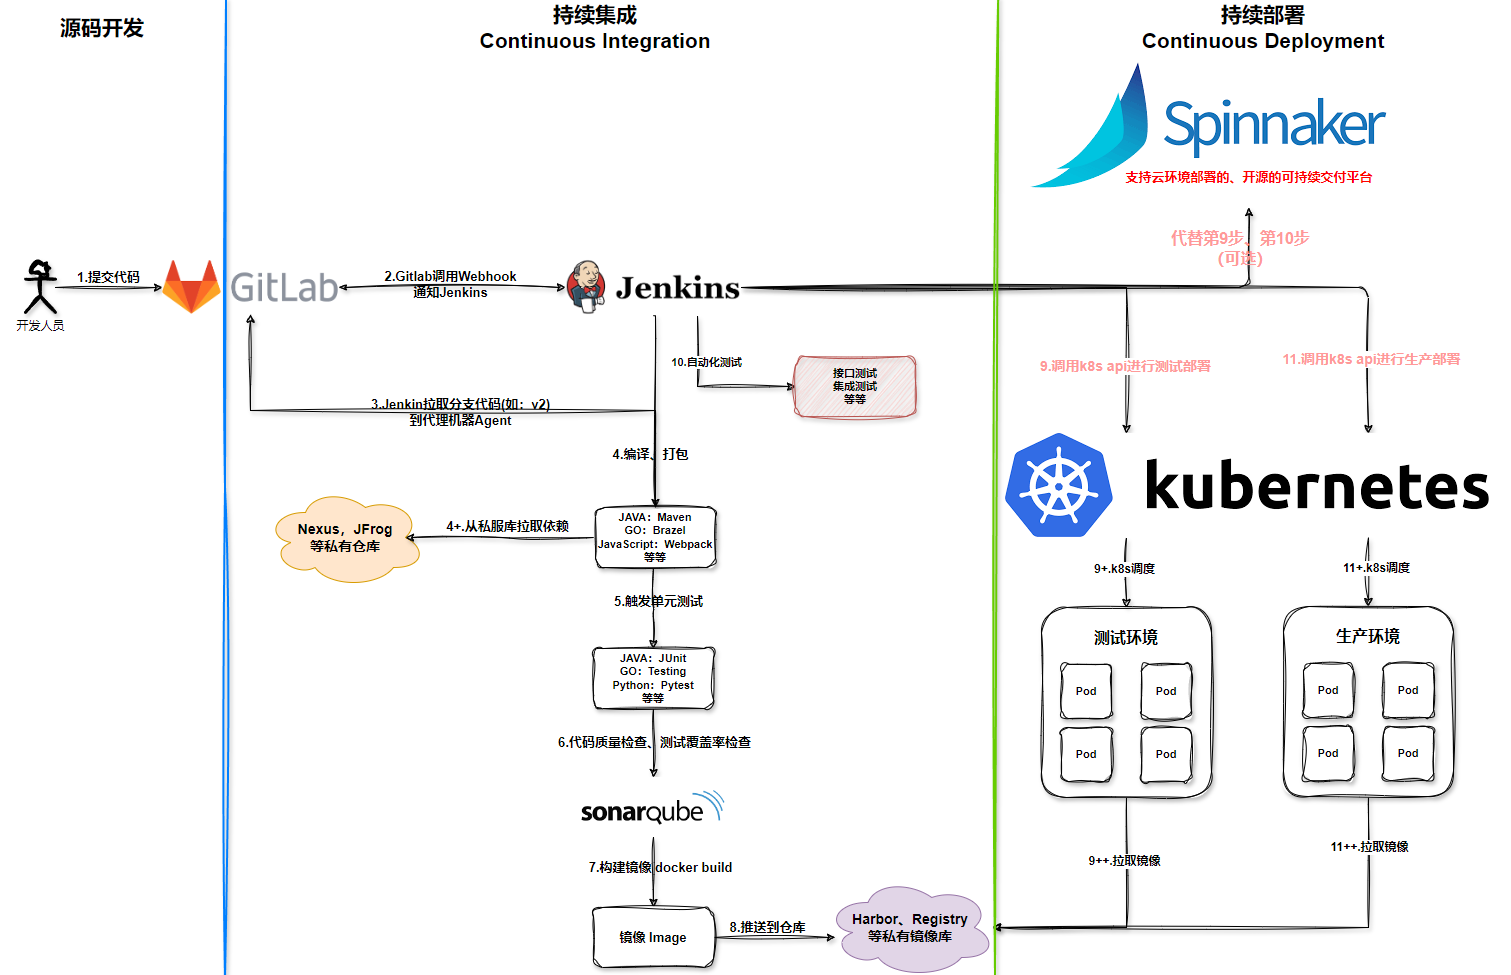 源码开发
持续集成
Continuous Integration
持续部署
Continuous Deployment
Spinnaker
支持云环境部署的、开源的可持续交付平台
代替第9步、第10步
(可选)
1.提交代码
开发人员
GitLab
2.Gitlab调用Webhook
通知Jenkins
Jenkins
10.自动化测试
接口测试
集成测试
等等
9.调用k8s api进行测试部署
11.调用k8s api进行生产部署
3.Jenkin拉取分支代码(如：v2)
到代理机器Agent
4.编译、打包
kubernetes
Nexus，JFrog
等私有仓库
4+.从私服库拉取依赖
JAVA：Maven
GO：Brazel
JavaScript：Webpack
等等
9+.k8s调度
11+.k8s调度
5.触发单元测试
测试环境
生产环境
JAVA：JUnit
GO：Testing
Python：Pytest
等等
Pod
Pod
Pod
Pod
Pod
Pod
Pod
Pod
6.代码质量检查、测试覆盖率检查
sonarqube
7.构建镜像 docker build
9++.拉取镜像
11++.拉取镜像
镜像 Image
8.推送到仓库
Harbor、Registry
等私有镜像库